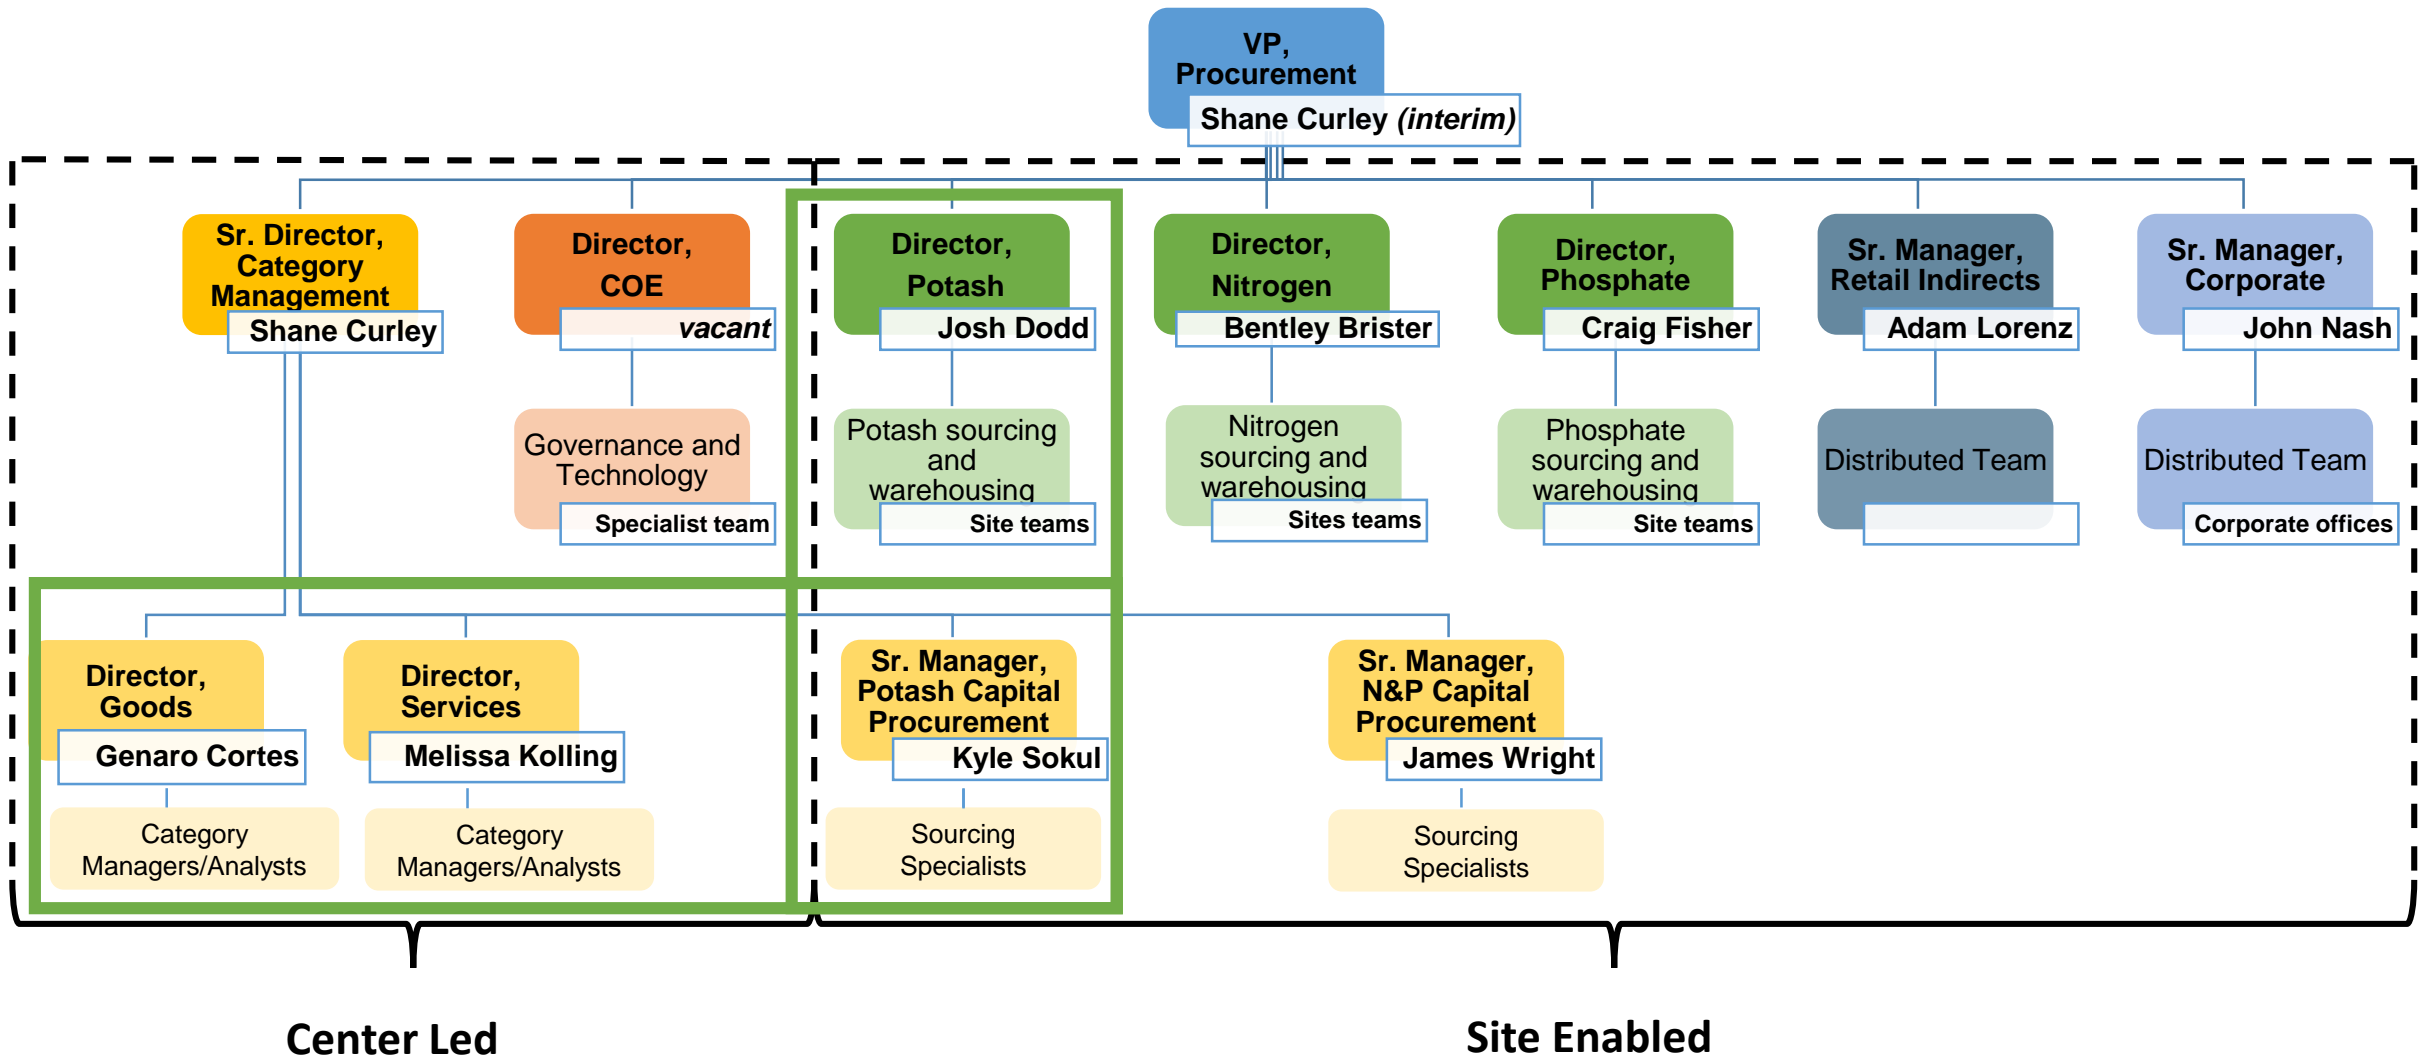 VP,
Procurement
Shane Curley (interim)
Sr. Director,
Category
Management
Shane Curley
Director,
COE
vacant
Director,
Potash
Josh Dodd
Director,
Nitrogen
Bentley Brister
Director,
Phosphate
Craig Fisher
Sr. Manager,
Retail Indirects
Adam Lorenz
Sr. Manager,
Corporate
John Nash
Governance and
Technology
Specialist team
Potash sourcing
and
warehousing
Site teams
Nitrogen
sourcing and
warehousing
Sites teams
Phosphate
sourcing and
warehousing
Site teams
Distributed Team
Distributed Team
Corporate offices
Director,
Goods
Genaro Cortes
Director,
Services
Melissa Kolling
Sr. Manager,
Potash Capital
Procurement
Kyle Sokul
Sr. Manager,
N&P Capital
Procurement
James Wright
Category
Managers/Analysts
Category
Managers/Analysts
Sourcing
Specialists
Sourcing
Specialists
Center Led
Site Enabled